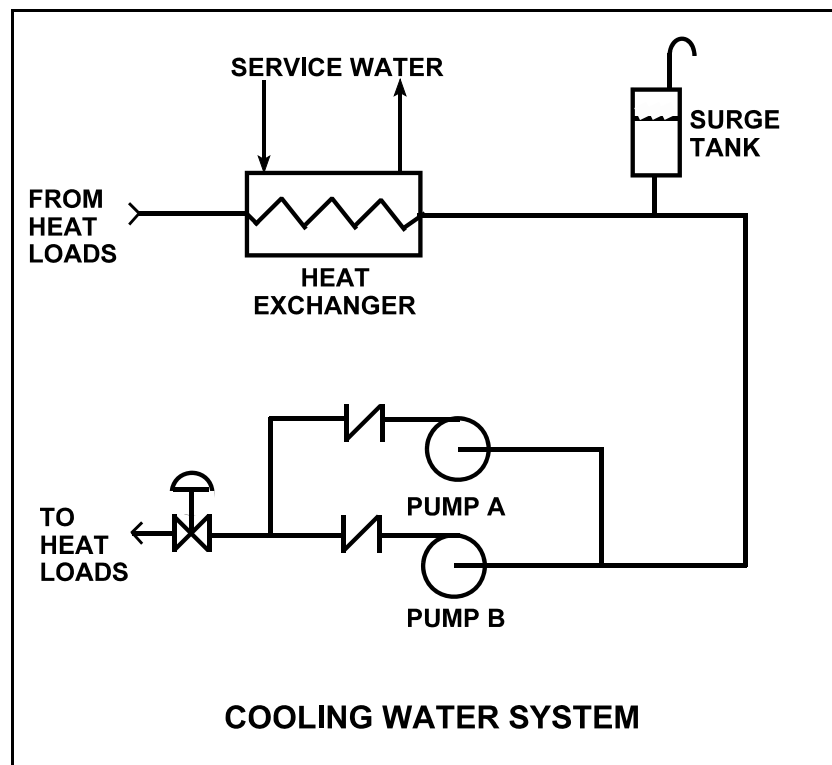 SERVICE WATER
SURGE
TANK
FROM
HEAT
LOADS
HEAT
EXCHANGER
PUMP A
TO
HEAT
LOADS
PUMP B
COOLING WATER SYSTEM